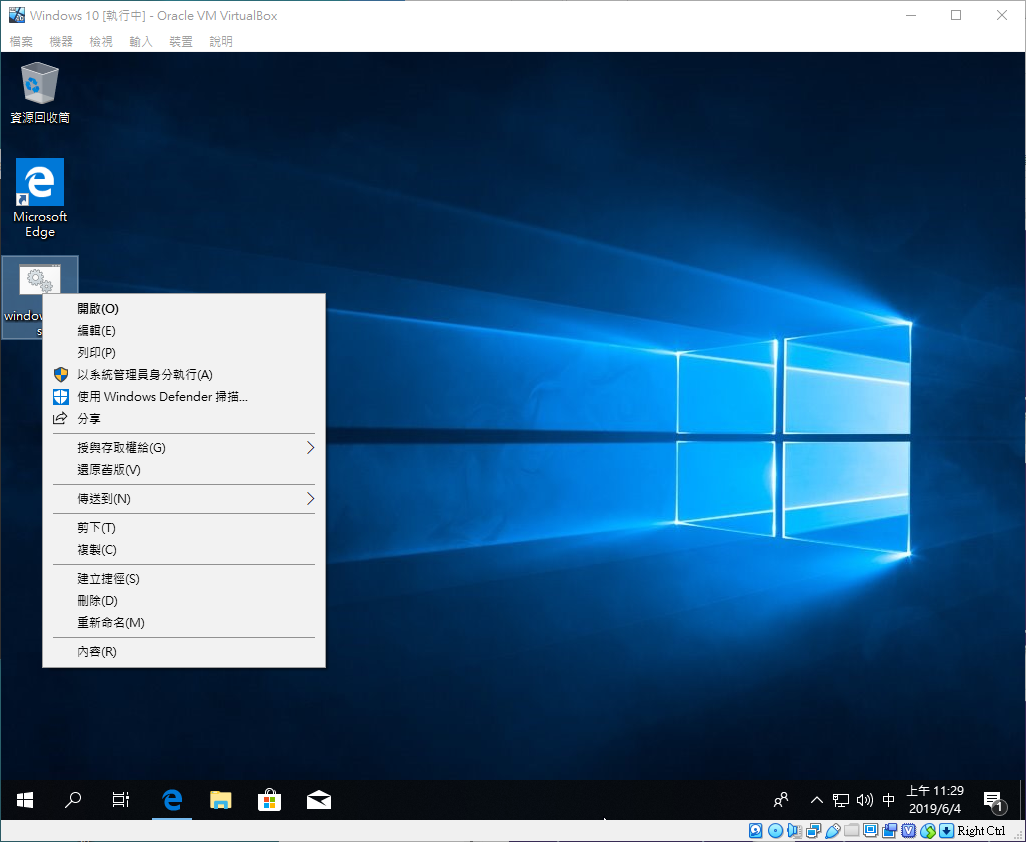 Windows 10 [執行中] - Oracle VM VirtualBox
檔案 機器 檢視 輸入 裝置 說明
資源回收筒
Microsoft
Edge
window
s
開啟(O)
編輯(E)
列印(P)
以系統管理員身分執行(A)
使用 Windows Defender 掃描...
分享
授與存取權給(G)
還原舊版(V)
傳送到(N)
剪下(T)
複製(C)
建立捷徑(S)
刪除(D)
重新命名(M)
內容(R)
中
上午 11:29
2019/6/4
1
Right Ctrl